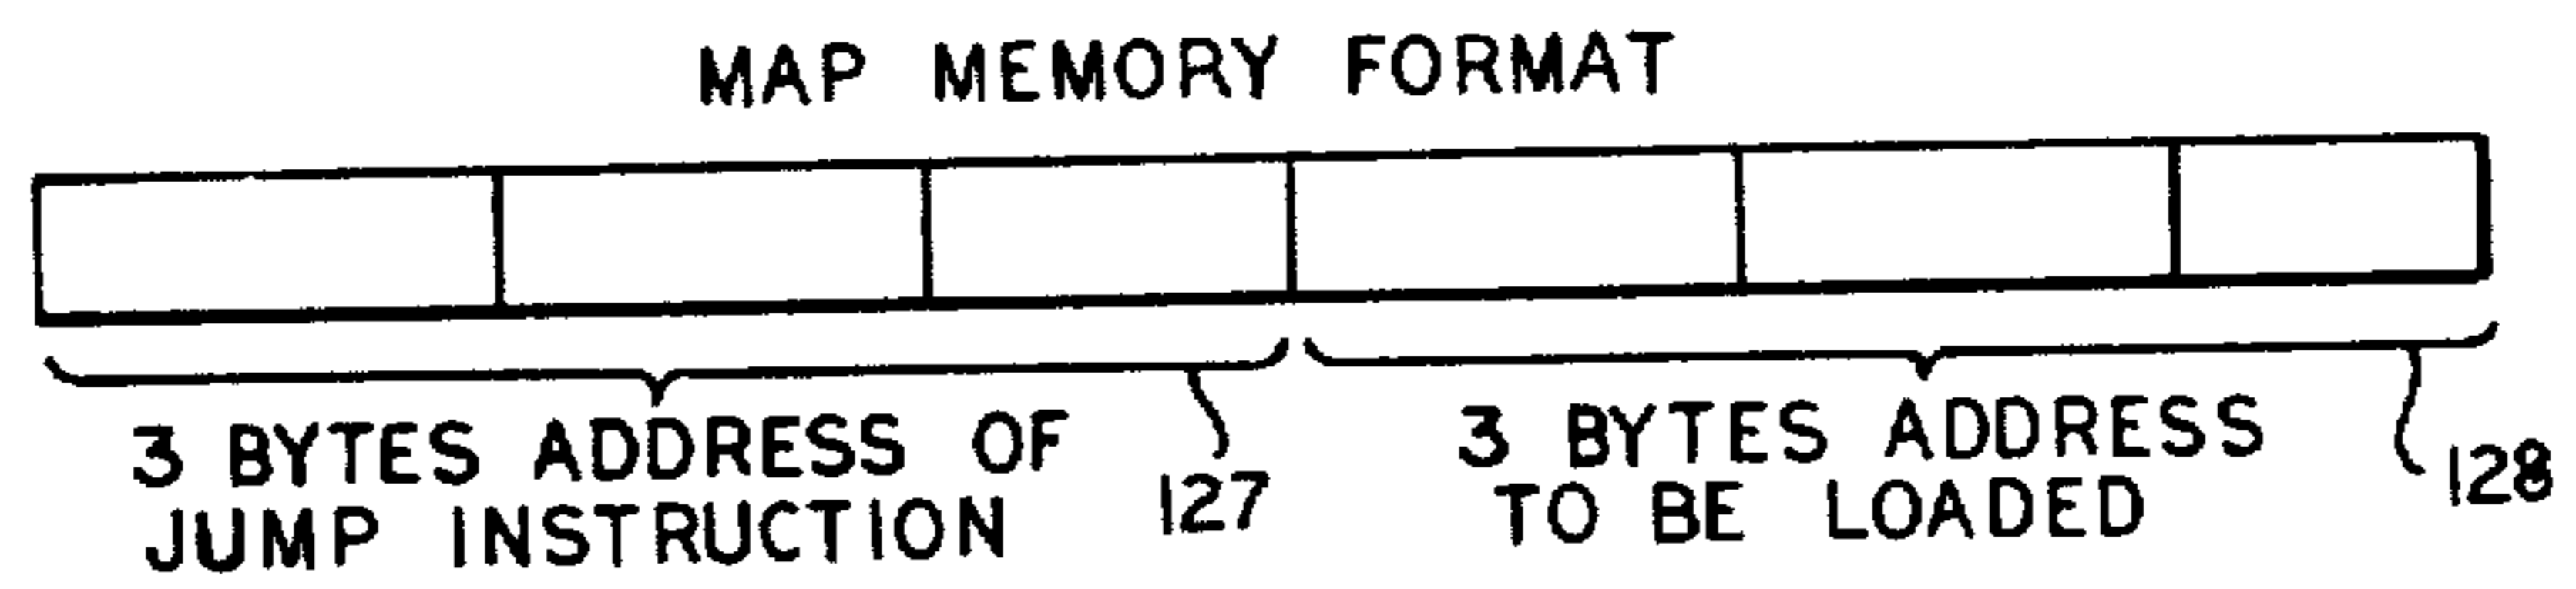 MAP MEMORY FORMAT
3 BYTES ADDRESS OF
JUMP INSTRUCTION
127
3 BYTES ADDRESS
TO BE LOADED
128